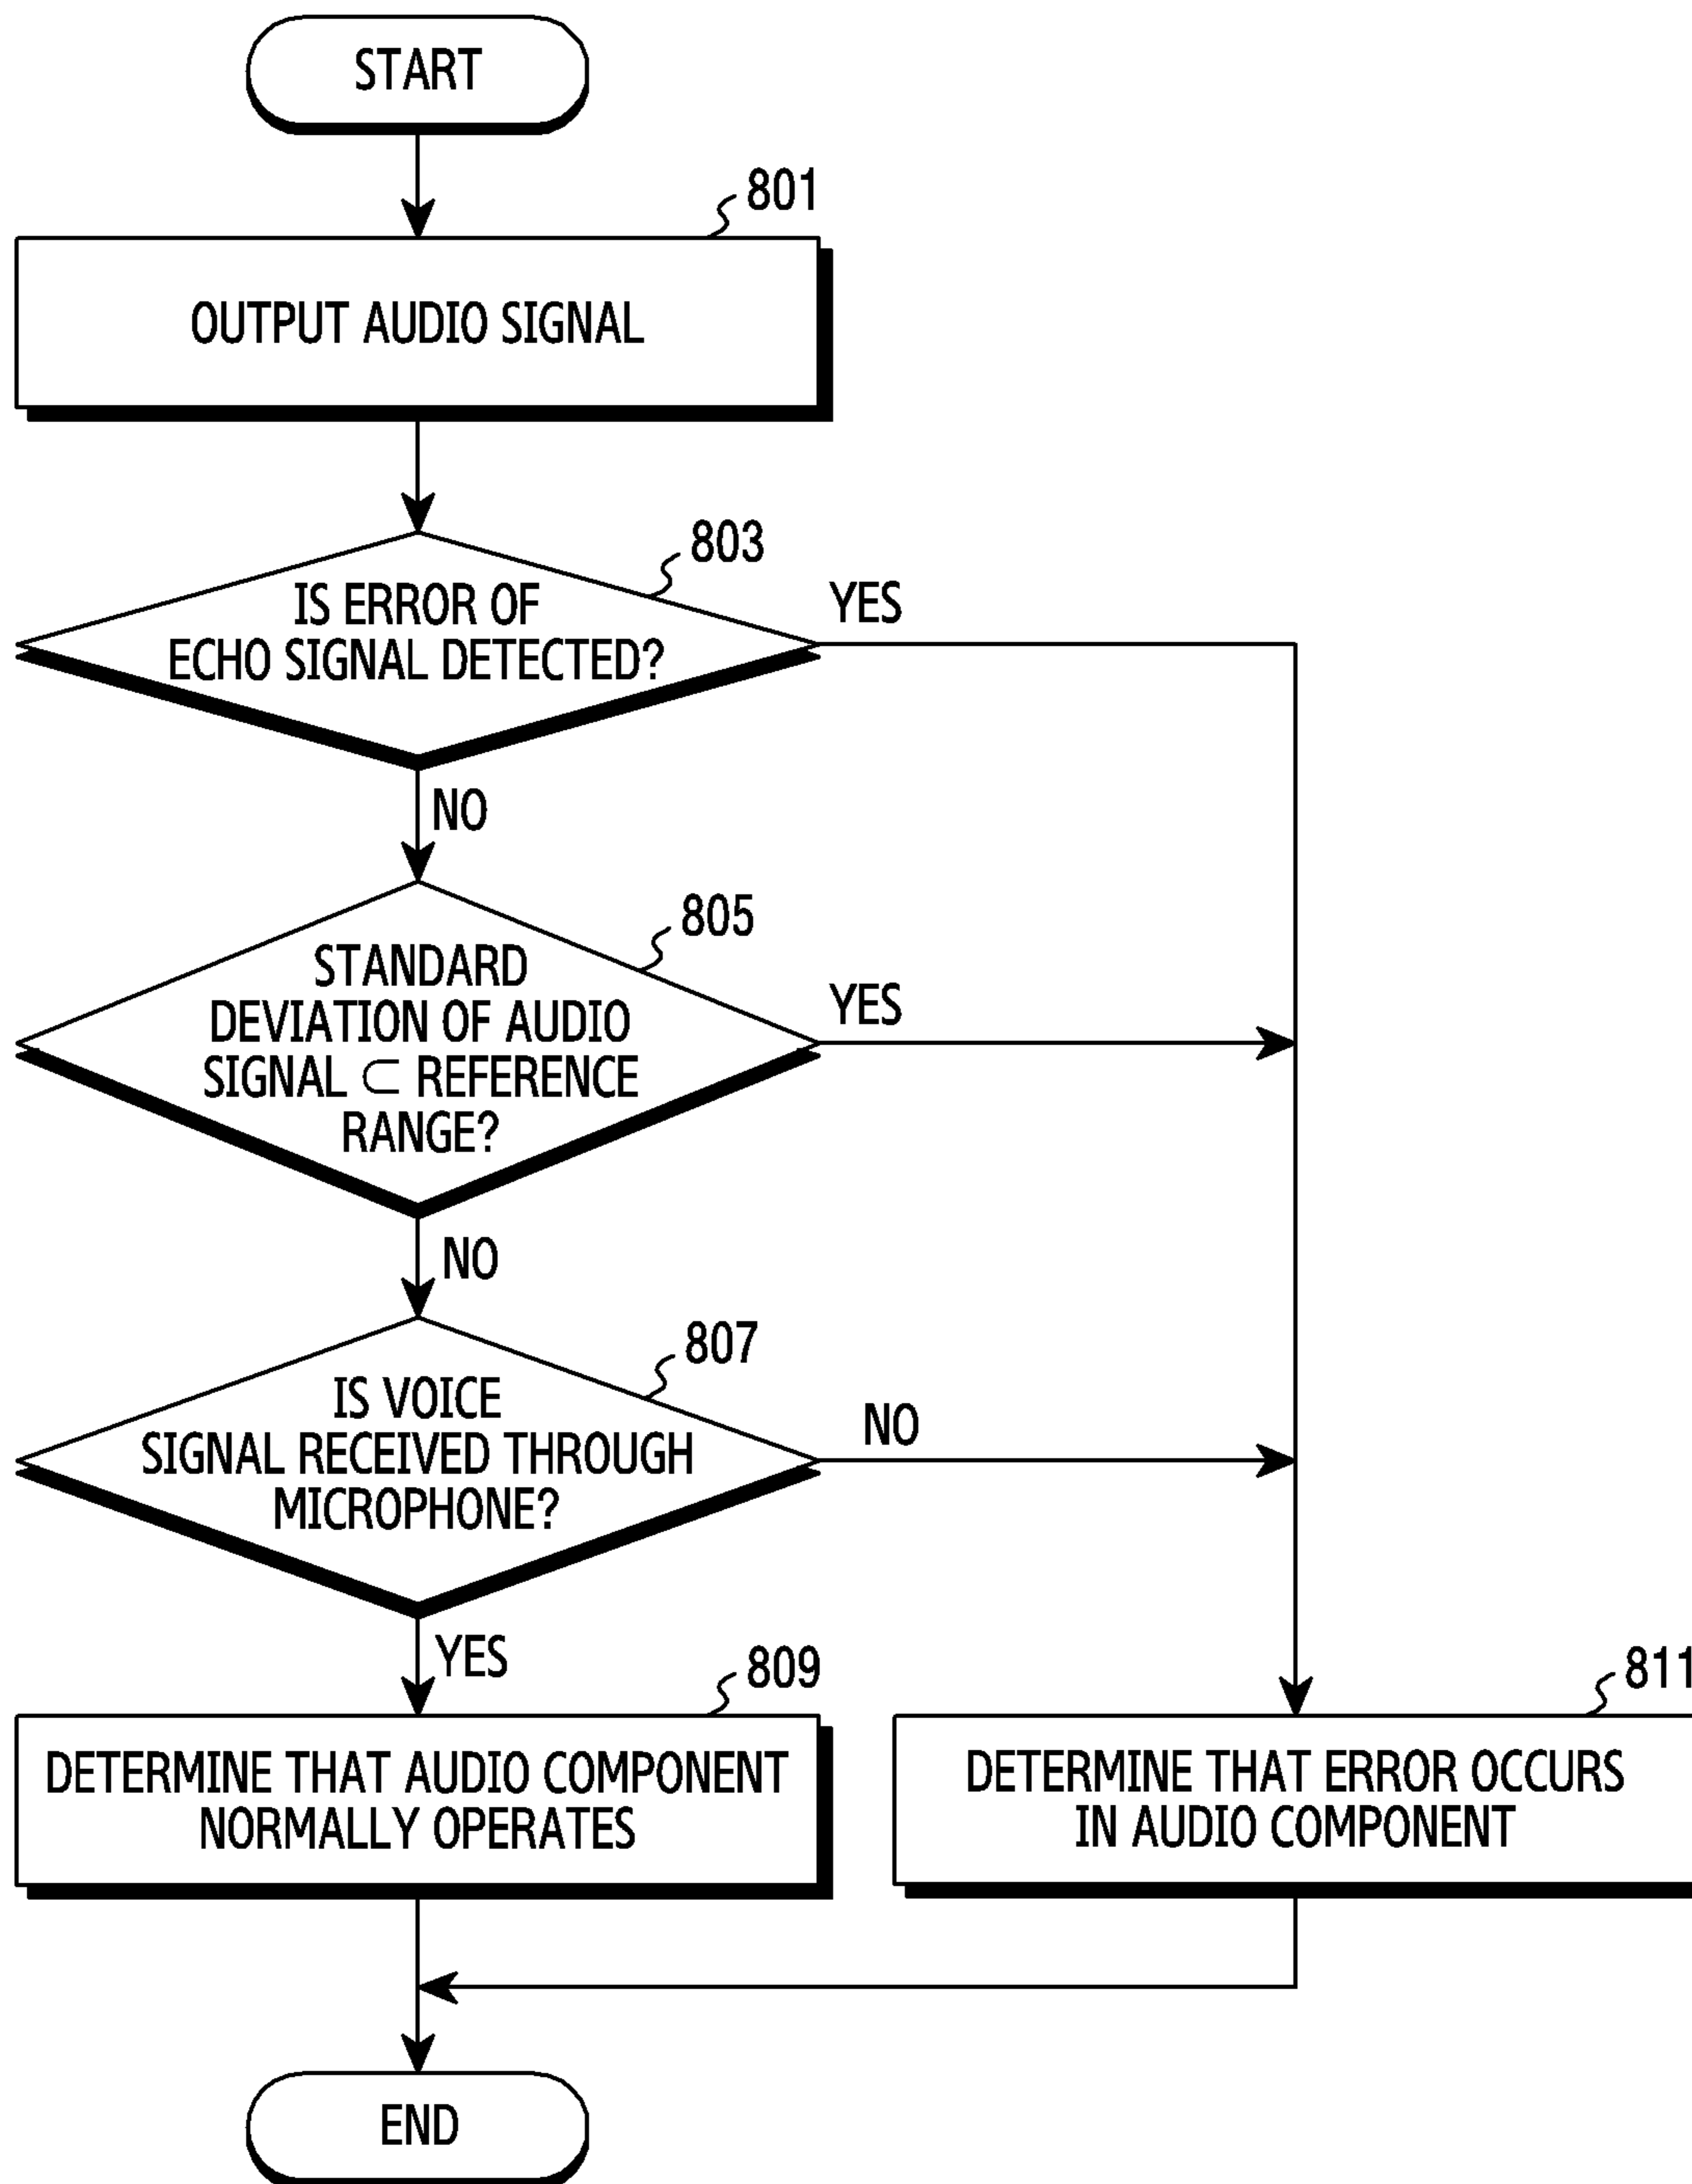 START
801
OUTPUT AUDIO SIGNAL
803
IS ERROR OF
ECHO SIGNAL DETECTED?
YES
NO
805
STANDARD
DEVIATION OF AUDIO
SIGNAL ⊂ REFERENCE
RANGE?
YES
NO
807
IS VOICE
SIGNAL RECEIVED THROUGH
MICROPHONE?
NO
YES
809
DETERMINE THAT AUDIO COMPONENT
NORMALLY OPERATES
811
DETERMINE THAT ERROR OCCURS
IN AUDIO COMPONENT
END